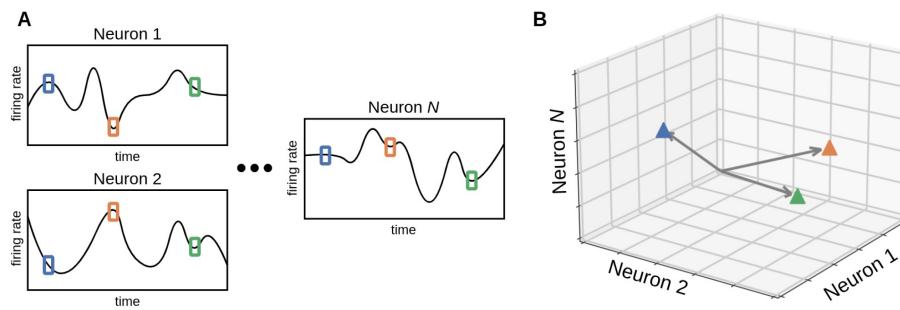 A
Neuron 1
firing rate
time
Neuron 2
firing rate
time
Neuron N
firing rate
time
B
Neuron N
Neuron 2
Neuron 1